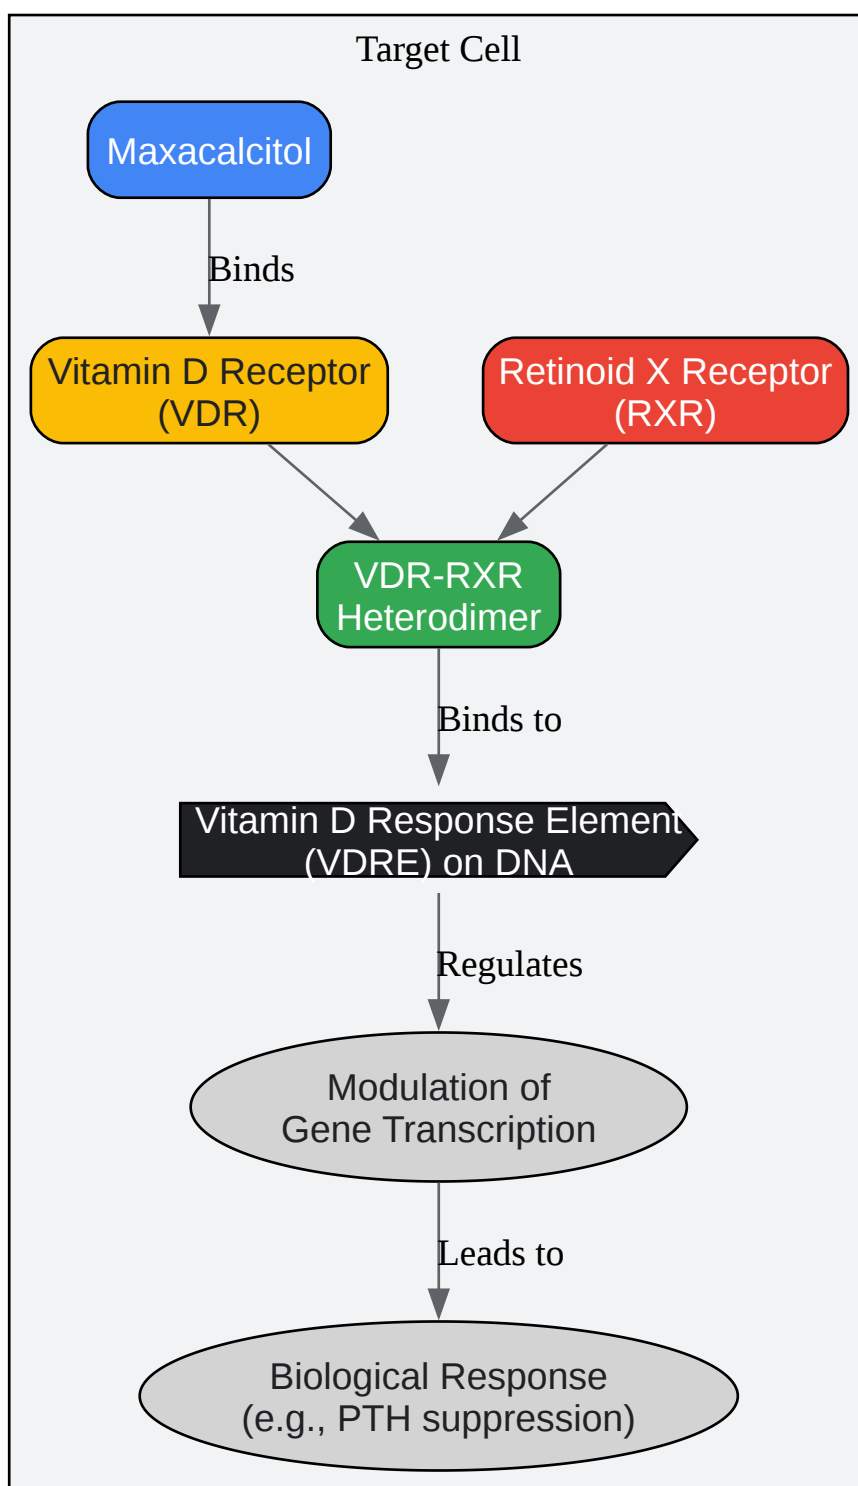 Target Cell
Maxacalcitol
Binds
Vitamin D Receptor
(VDR)
Retinoid X Receptor
(RXR)
VDR-RXR
Heterodimer
Binds to
Vitamin D Response Element
(VDRE) on DNA
Regulates
Modulation of
Gene Transcription
Leads to
Biological Response
(e.g., PTH suppression)